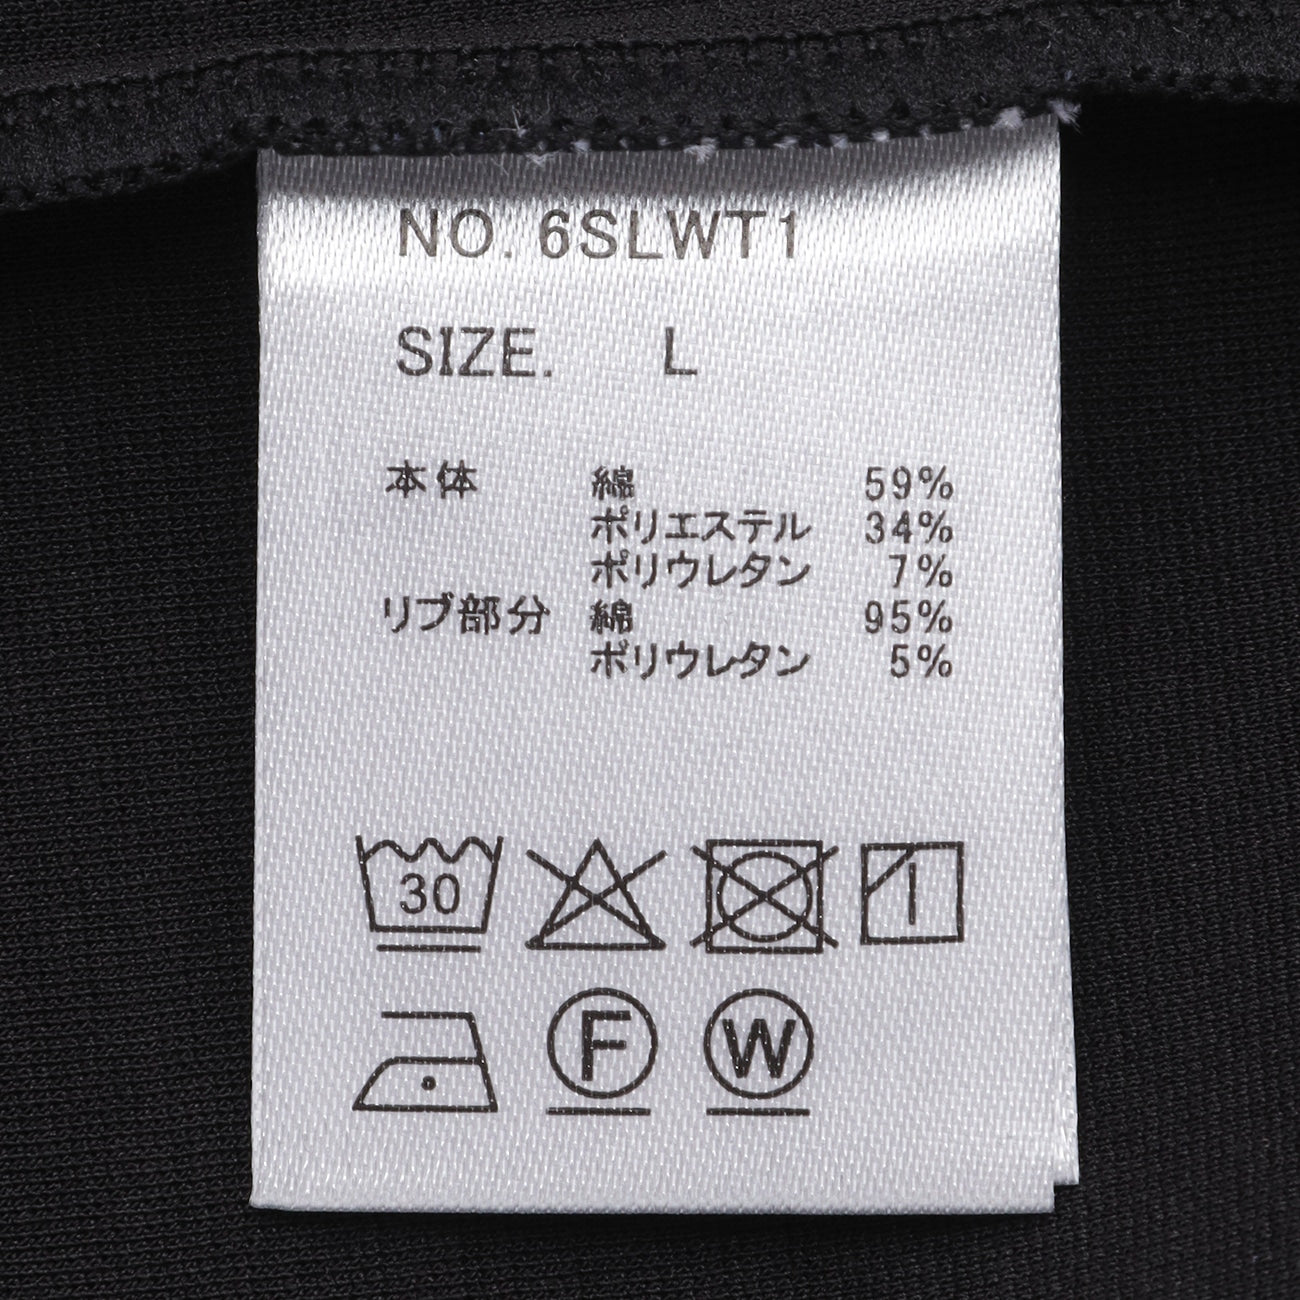 NO. 6SLWT1
SIZE. L
本体 綿 59%
ポリエステル 34%
ポリウレタン 7%
リブ部分 綿 95%
ポリウレタン 5%
30
F W